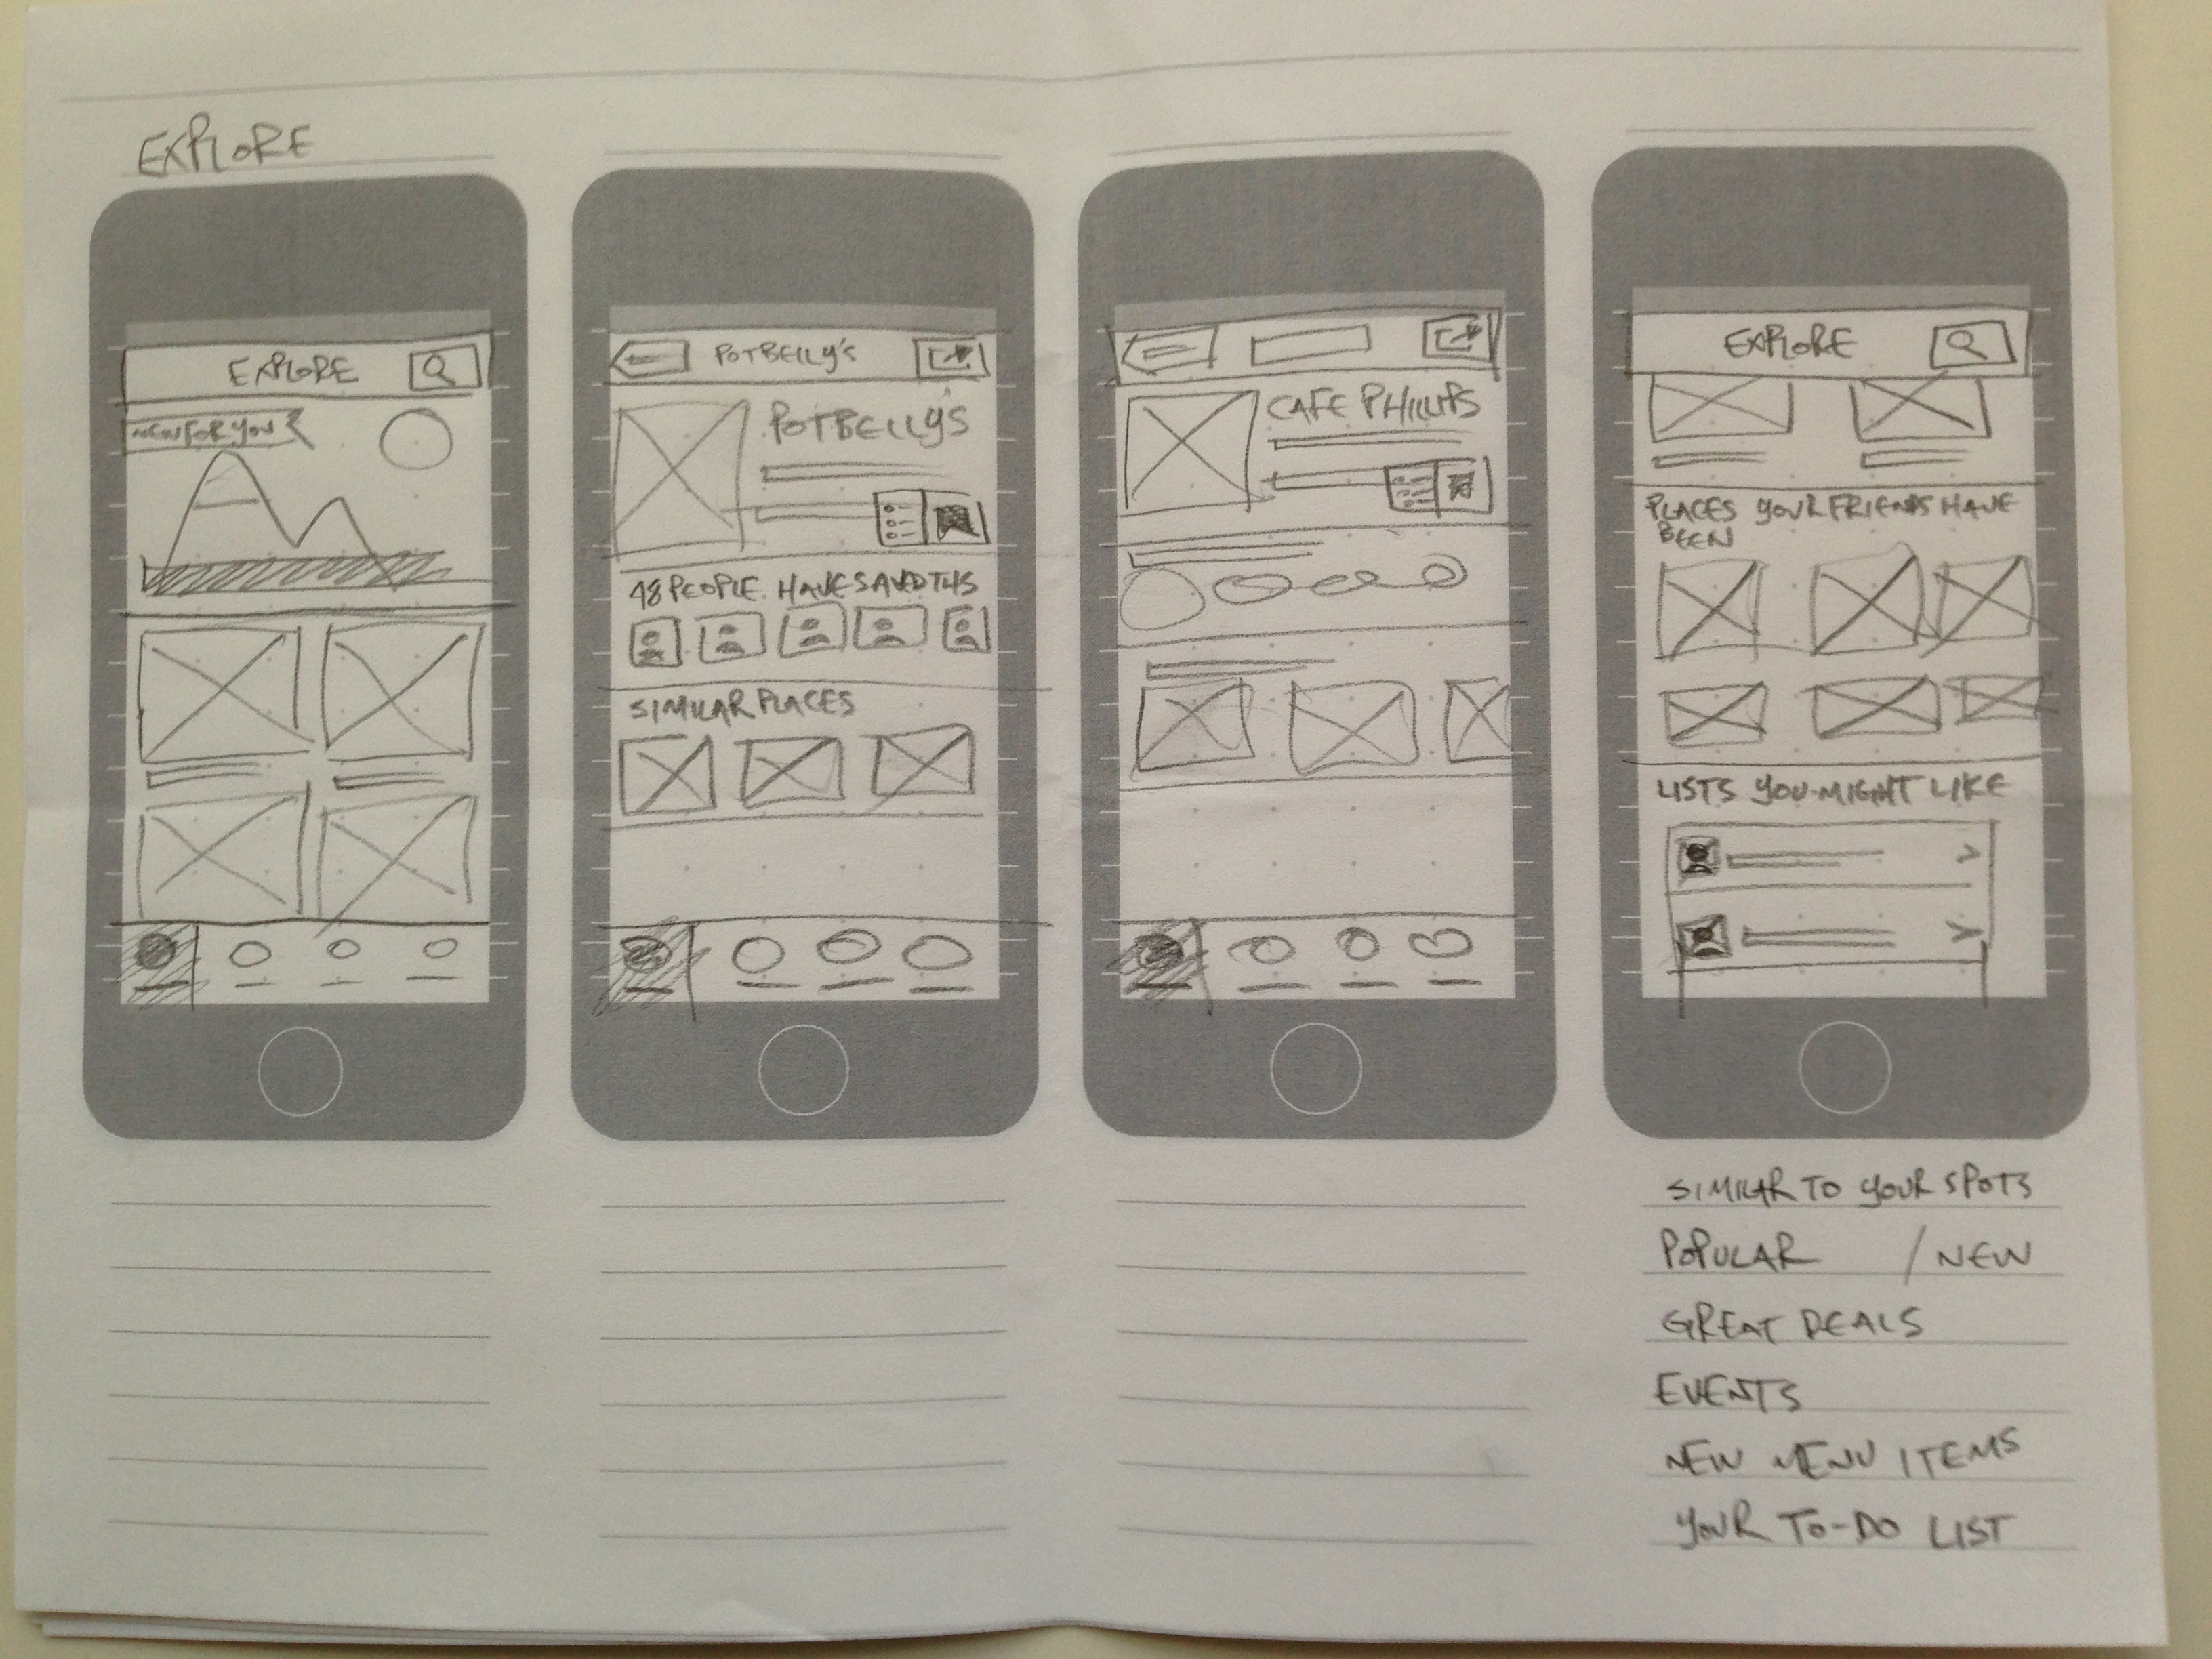 EXPLORE
EXPLORE
NEW FOR YOU
POTBELLY'S
POTBELLYS
18 PEOPLE HAVE SAVED THIS
SIMILAR PLACES
CAFE PHILLIPS
EXPLORE
PLACES YOUR FRIENDS HAVE
BEEN
LISTS YOU MIGHT LIKE
SIMILAR TO YOUR SPOTS
POPULAR / NEW
GREAT DEALS
EVENTS
NEW MENU ITEMS
YOUR TO-DO LIST